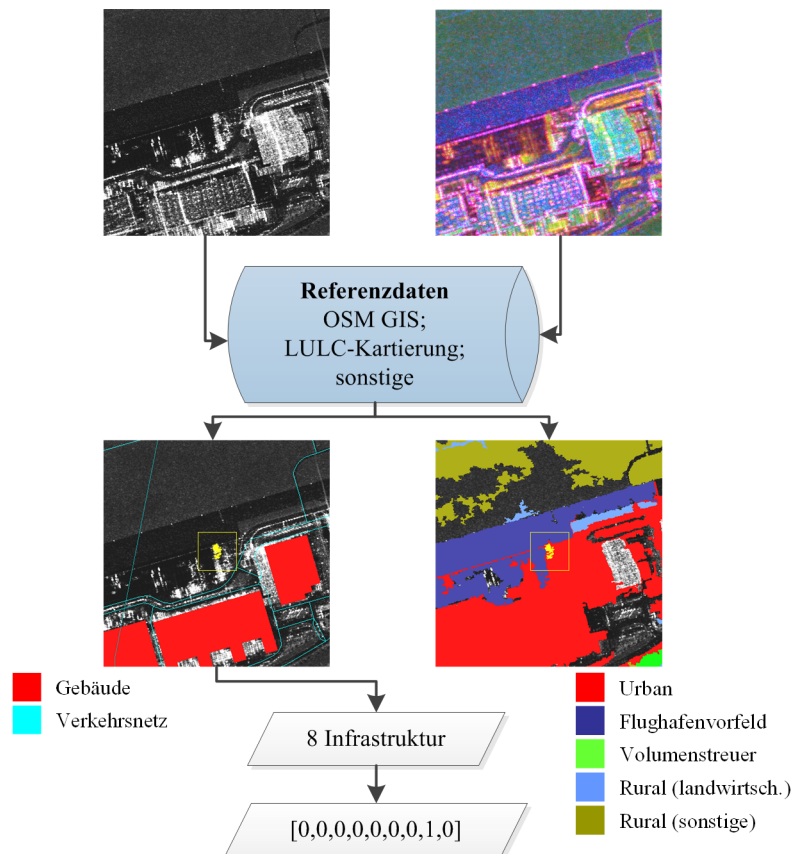 Referenzdaten
OSM GIS;
LULC-Kartierung;
sonstige
Gebäude
Verkehrsnetz
8 Infrastruktur
[0,0,0,0,0,0,0,1,0]
Urban
Flughafenvorfeld
Volumenstreuer
Rural (landwirtsch.)
Rural (sonstige)